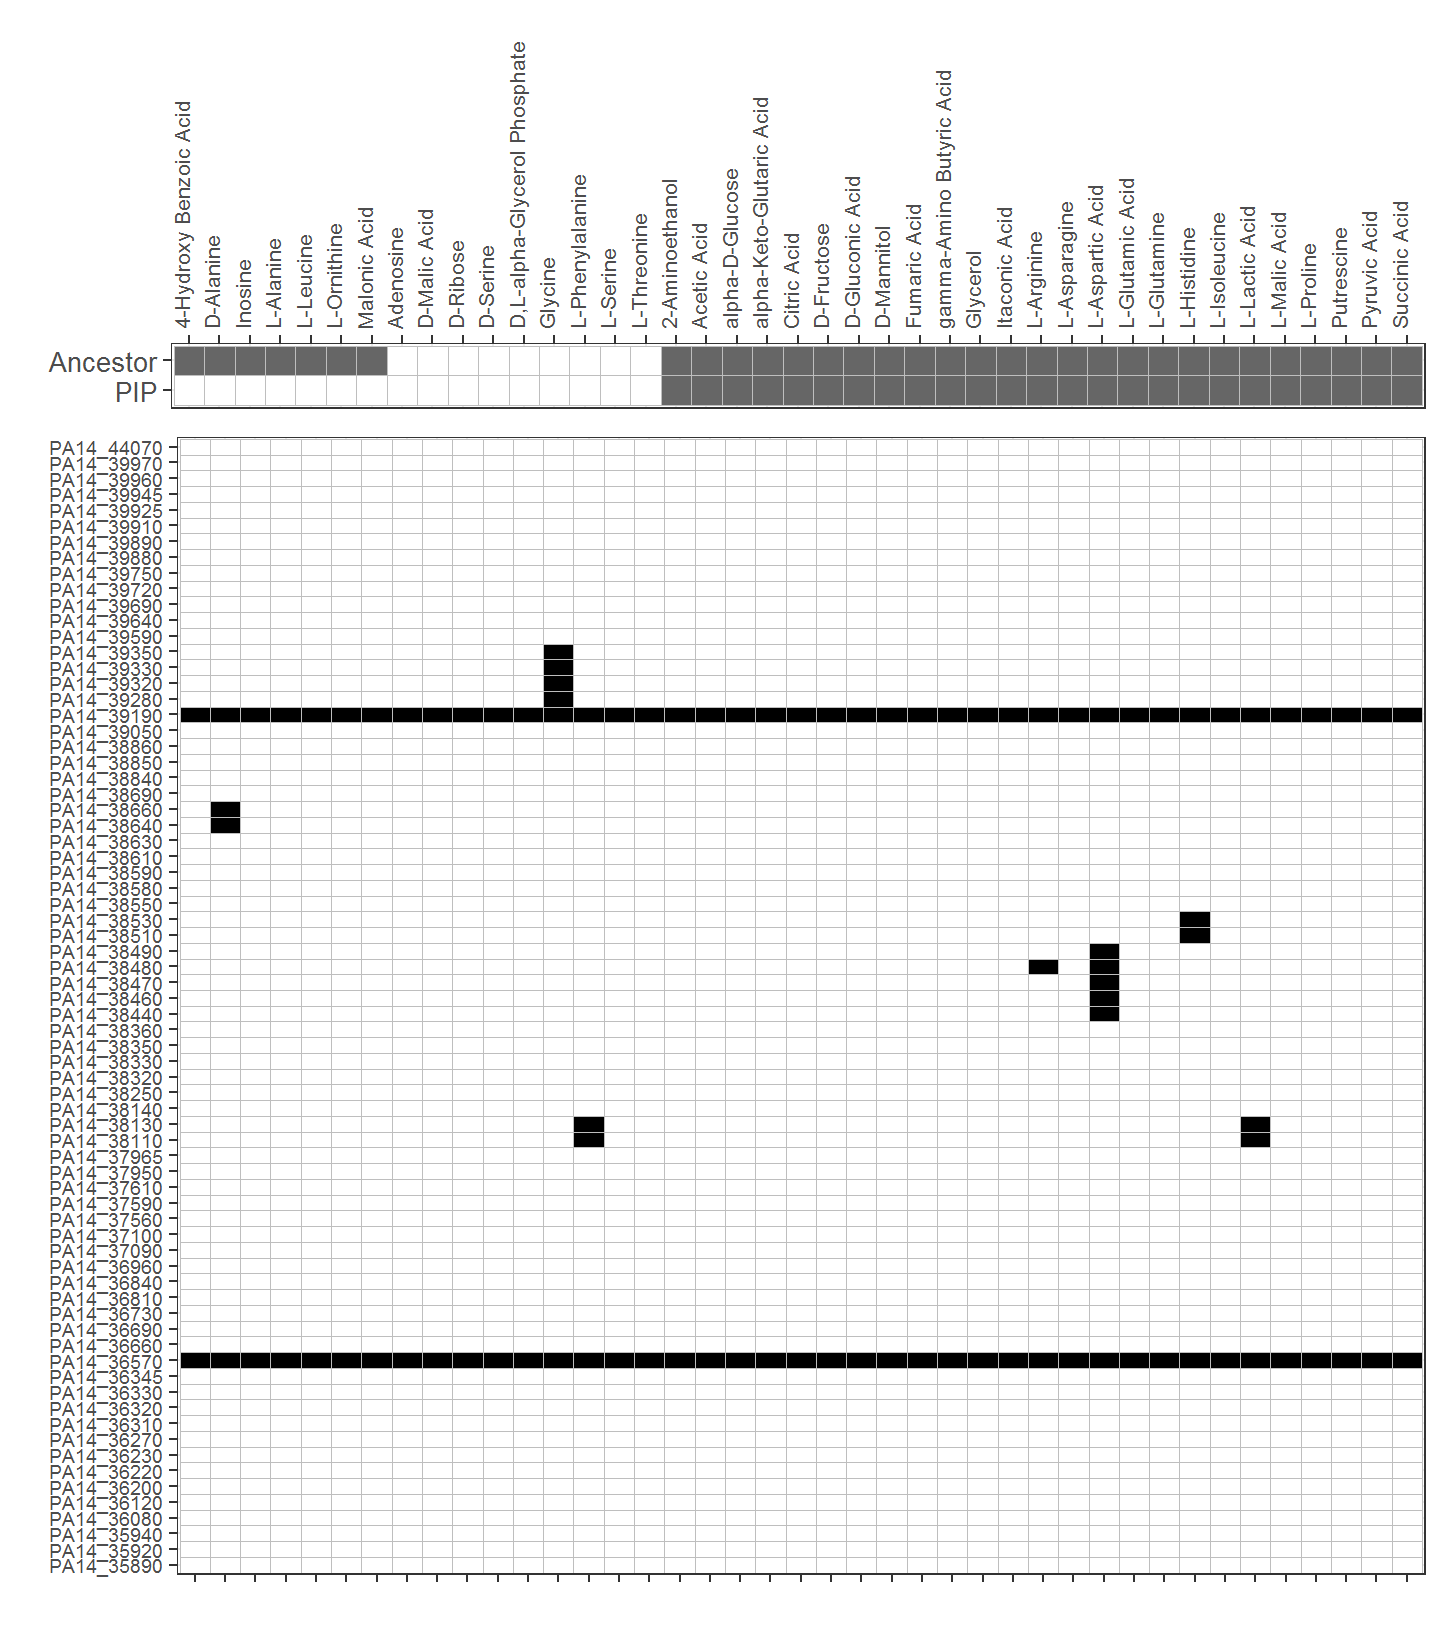 4-Hydroxy Benzoic Acid
D-Alanine
Inosine
L-Alanine
L-Leucine
L-Ornithine
Malonic Acid
Adenosine
D-Malic Acid
D-Ribose
D-Serine
D,L-alpha-Glycerol Phosphate
Glycine
L-Phenylalanine
L-Serine
L-Threonine
2-Aminoethanol
Acetic Acid
alpha-D-Glucose
alpha-Keto-Glutaric Acid
Citric Acid
D-Fructose
D-Gluconic Acid
D-Mannitol
Fumaric Acid
gamma-Amino Butyric Acid
Glycerol
Itaconic Acid
L-Arginine
L-Asparagine
L-Aspartic Acid
L-Glutamic Acid
L-Glutamine
L-Histidine
L-Isoleucine
L-Lactic Acid
L-Malic Acid
L-Proline
Putrescine
Pyruvic Acid
Succinic Acid
Ancestor
PIP
PA14_44070
PA14_39970
PA14_39960
PA14_39945
PA14_39925
PA14_39910
PA14_39890
PA14_39880
PA14_39750
PA14_39720
PA14_39690
PA14_39640
PA14_39590
PA14_39350
PA14_39330
PA14_39320
PA14_39280
PA14_39190
PA14_39050
PA14_38860
PA14_38850
PA14_38840
PA14_38690
PA14_38660
PA14_38640
PA14_38630
PA14_38610
PA14_38590
PA14_38580
PA14_38550
PA14_38530
PA14_38510
PA14_38490
PA14_38480
PA14_38470
PA14_38460
PA14_38440
PA14_38360
PA14_38350
PA14_38330
PA14_38320
PA14_38250
PA14_38140
PA14_38130
PA14_38110
PA14_37965
PA14_37950
PA14_37610
PA14_37590
PA14_37560
PA14_37100
PA14_37090
PA14_36960
PA14_36840
PA14_36810
PA14_36730
PA14_36690
PA14_36660
PA14_36570
PA14_36345
PA14_36330
PA14_36320
PA14_36310
PA14_36270
PA14_36230
PA14_36220
PA14_36200
PA14_36120
PA14_36080
PA14_35940
PA14_35920
PA14_35890